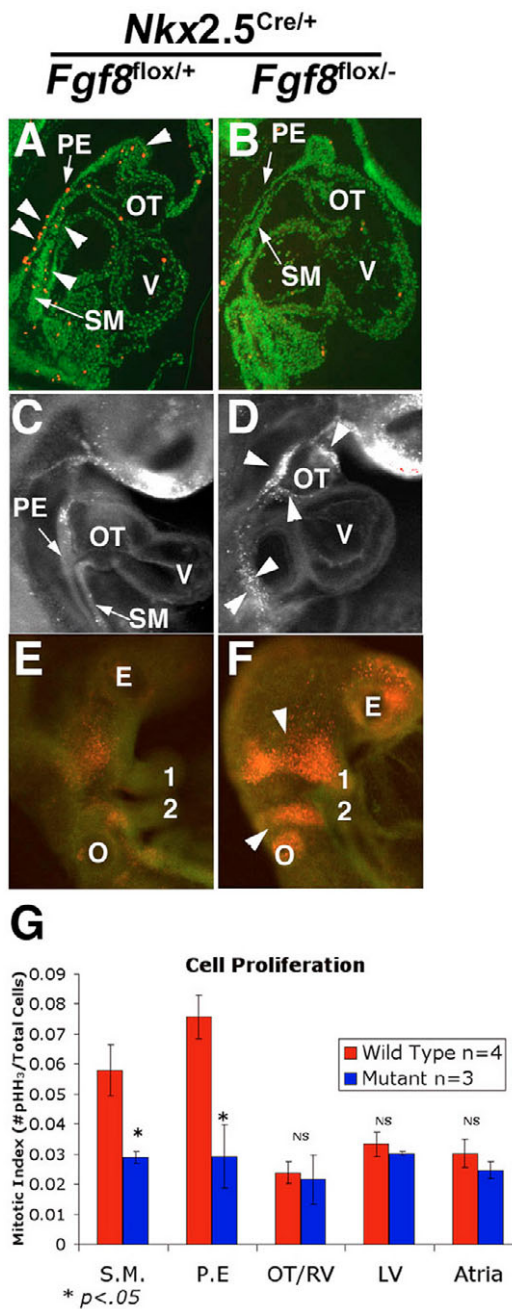 Nkx2.5Cre/+
Fgf8flox/+ Fgf8flox/-
A PE OT V SM
B PE OT SM V
C PE OT V SM
D OT V
E E 1 2 O
F E 1 2 O
G
Cell Proliferation
Mitotic Index (#pHH3/Total Cells)
0.09
0.08
0.07
0.06
0.05
0.04
0.03
0.02
0.01
0
Wild Type n=4
Mutant n=3
* * NS NS NS
S.M. P.E OT/RV LV Atria
* p<.05